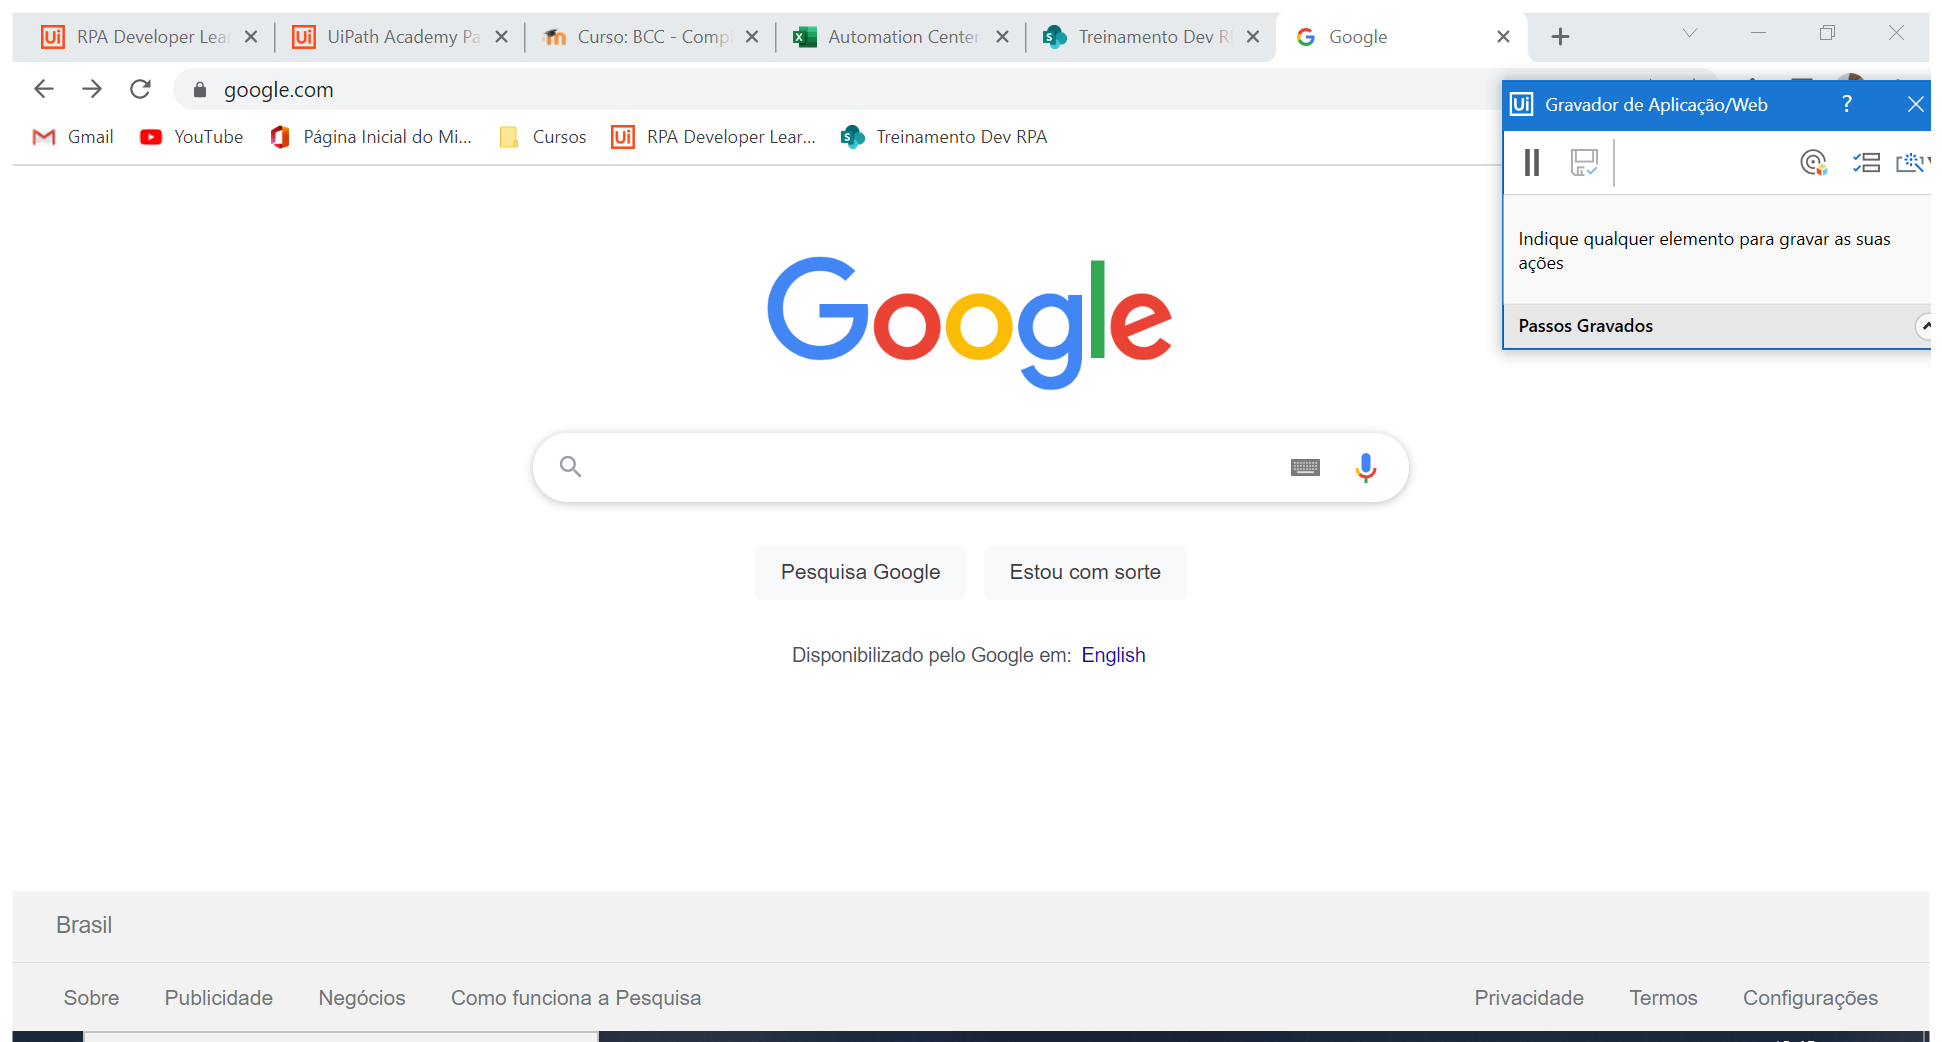 RPA Developer Lear
UiPath Academy Pa
Curso: BCC - Comp
Automation Center
Treinamento Dev R
Google
google.com
Gmail
YouTube
Página Inicial do Mi...
Cursos
RPA Developer Lear...
Treinamento Dev RPA
Ui Gravador de Aplicação/Web ?
Indique qualquer elemento para gravar as suas
ações
Passos Gravados
Google
Pesquisa Google
Estou com sorte
Disponibilizado pelo Google em: English
Brasil
Sobre Publicidade Negócios Como funciona a Pesquisa Privacidade Termos Configurações